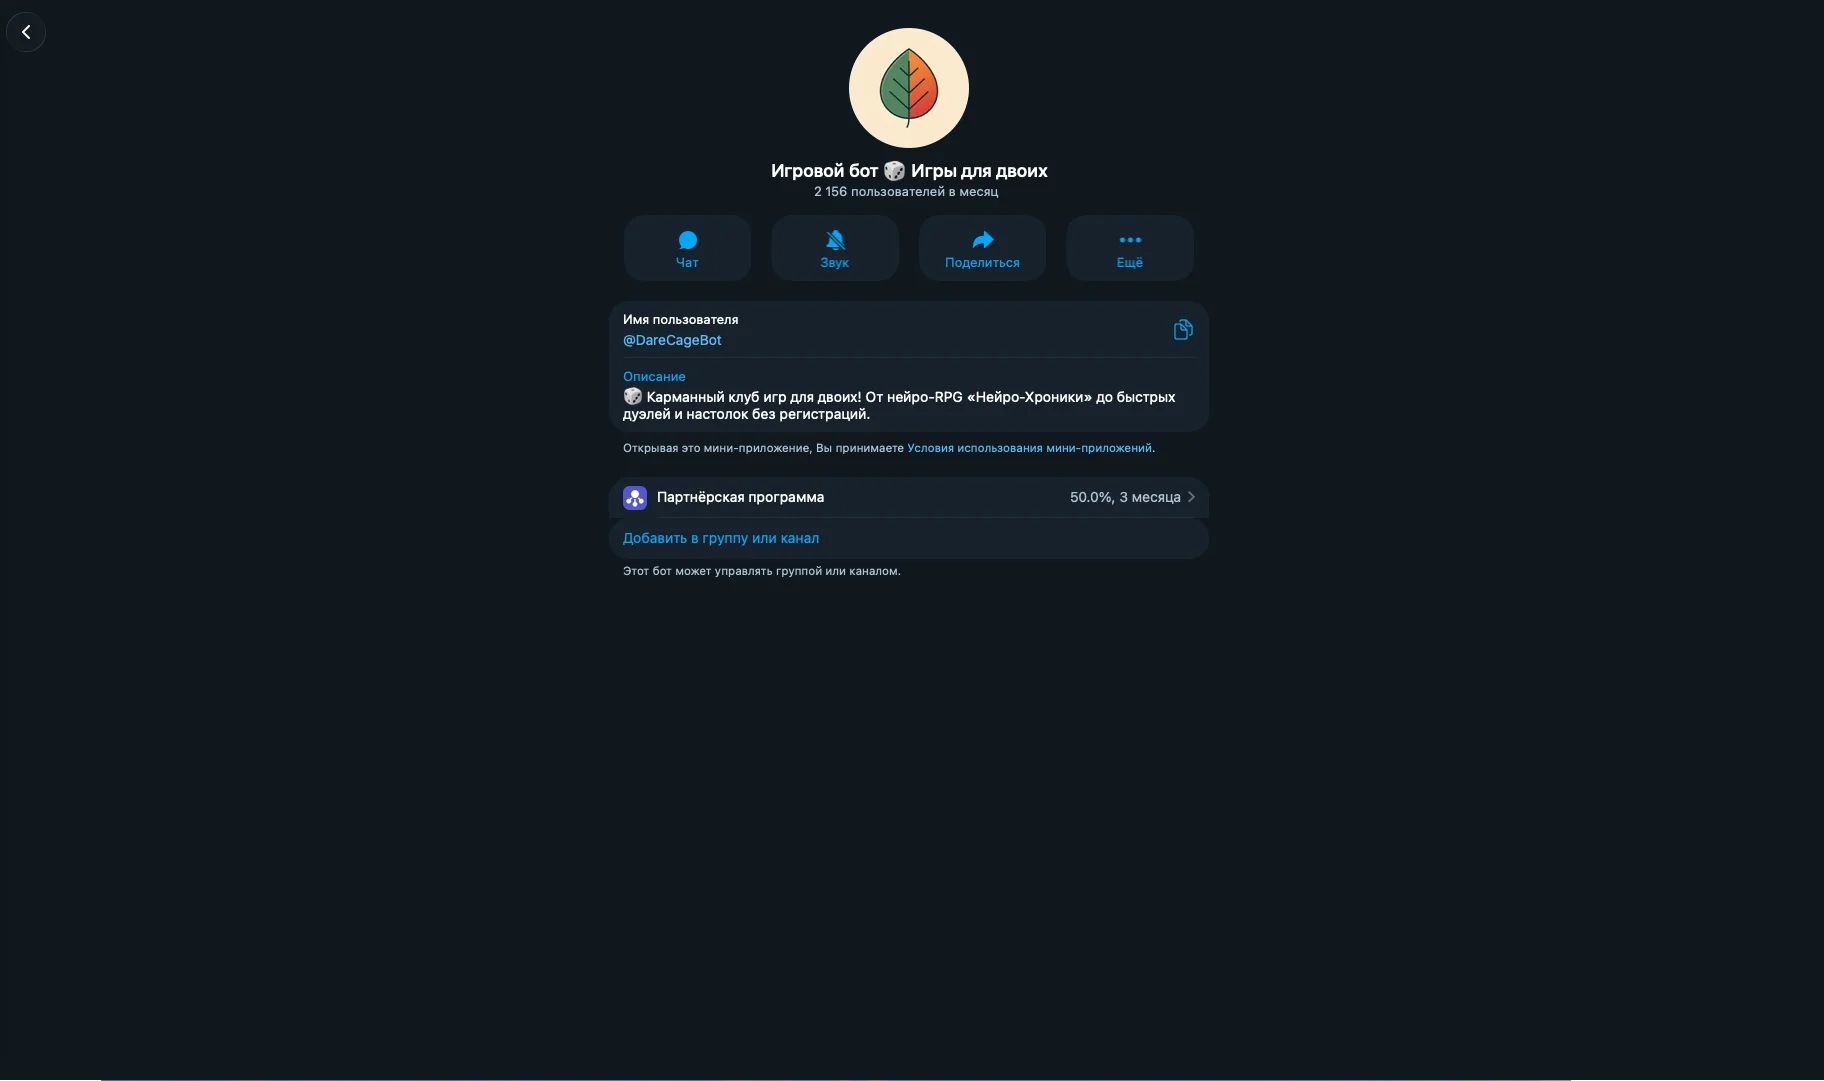 Игровой бот 🎲 Игры для двоих
2 156 пользователей в месяц
Чат
Звук
Поделиться
Ещё
Имя пользователя
@DareCageBot
Описание
🎲 Карманный клуб игр для двоих! От нейро-RPG «Нейро-Хроники» до быстрых
дуэлей и настолок без регистраций.
Открывая это мини-приложение, Вы принимаете Условия использования мини-приложений.
Партнёрская программа 50.0%, 3 месяца
Добавить в группу или канал
Этот бот может управлять группой или каналом.